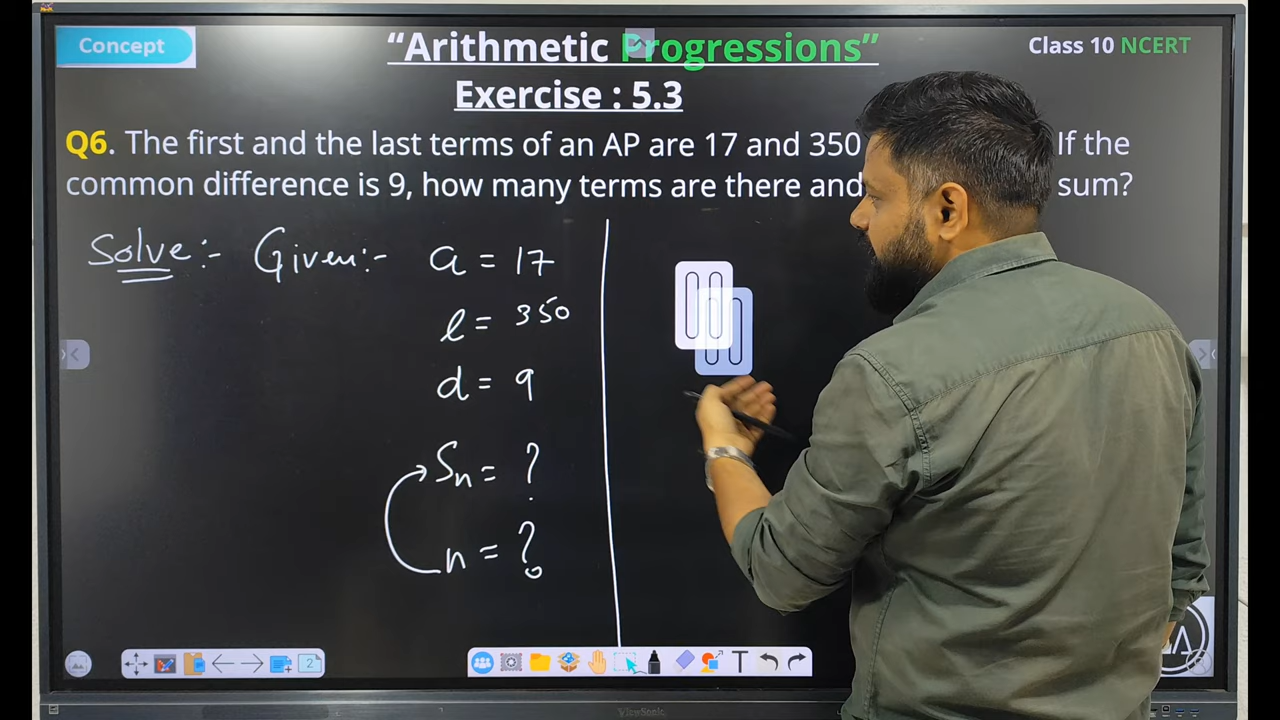 Concept
“Arithmetic Progressions”
Class 10 NCERT
Exercise : 5.3
Q6. The first and the last terms of an AP are 17 and 350 If the
common difference is 9, how many terms are there and sum?
Solve:- Given:- a = 17
l = 350
d = 9
Sn = ?
n = ?
2
T
ViewSonic